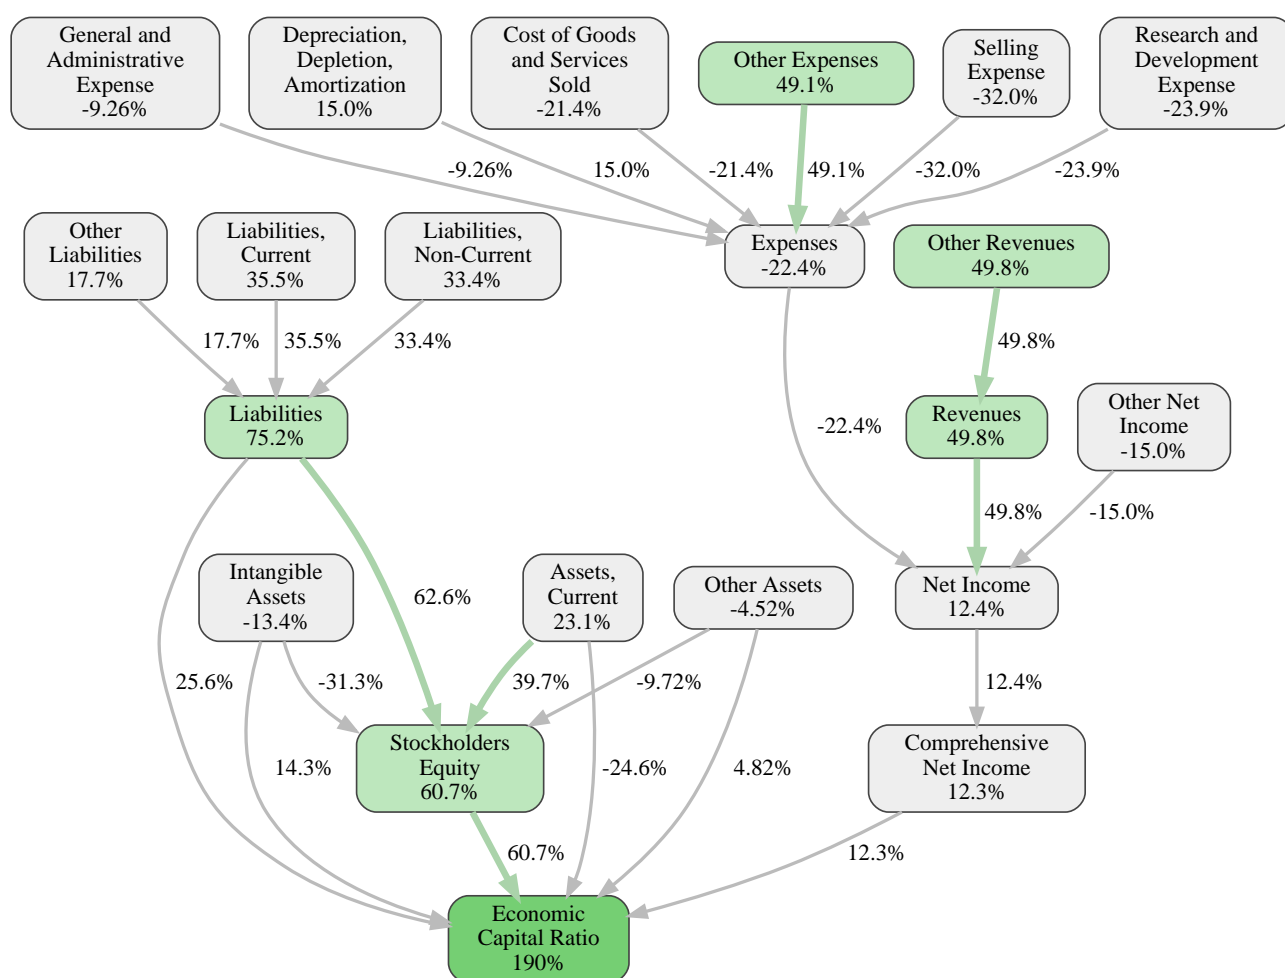 General and
Administrative
Expense
-9.26%
Depreciation,
Depletion,
Amortization
15.0%
Cost of Goods
and Services
Sold
-21.4%
Other Expenses
49.1%
Selling
Expense
-32.0%
Research and
Development
Expense
-23.9%
-9.26%
15.0%
-21.4%
49.1%
-32.0%
-23.9%
Other
Liabilities
17.7%
Liabilities,
Current
35.5%
Liabilities,
Non-Current
33.4%
Expenses
-22.4%
Other Revenues
49.8%
17.7%
35.5%
33.4%
49.8%
Liabilities
75.2%
-22.4%
Revenues
49.8%
Other Net
Income
-15.0%
49.8%
-15.0%
Intangible
Assets
-13.4%
62.6%
Assets,
Current
23.1%
Other Assets
-4.52%
Net Income
12.4%
25.6%
-31.3%
39.7%
-9.72%
12.4%
Stockholders
Equity
60.7%
14.3%
-24.6%
4.82%
Comprehensive
Net Income
12.3%
60.7%
12.3%
Economic
Capital Ratio
190%